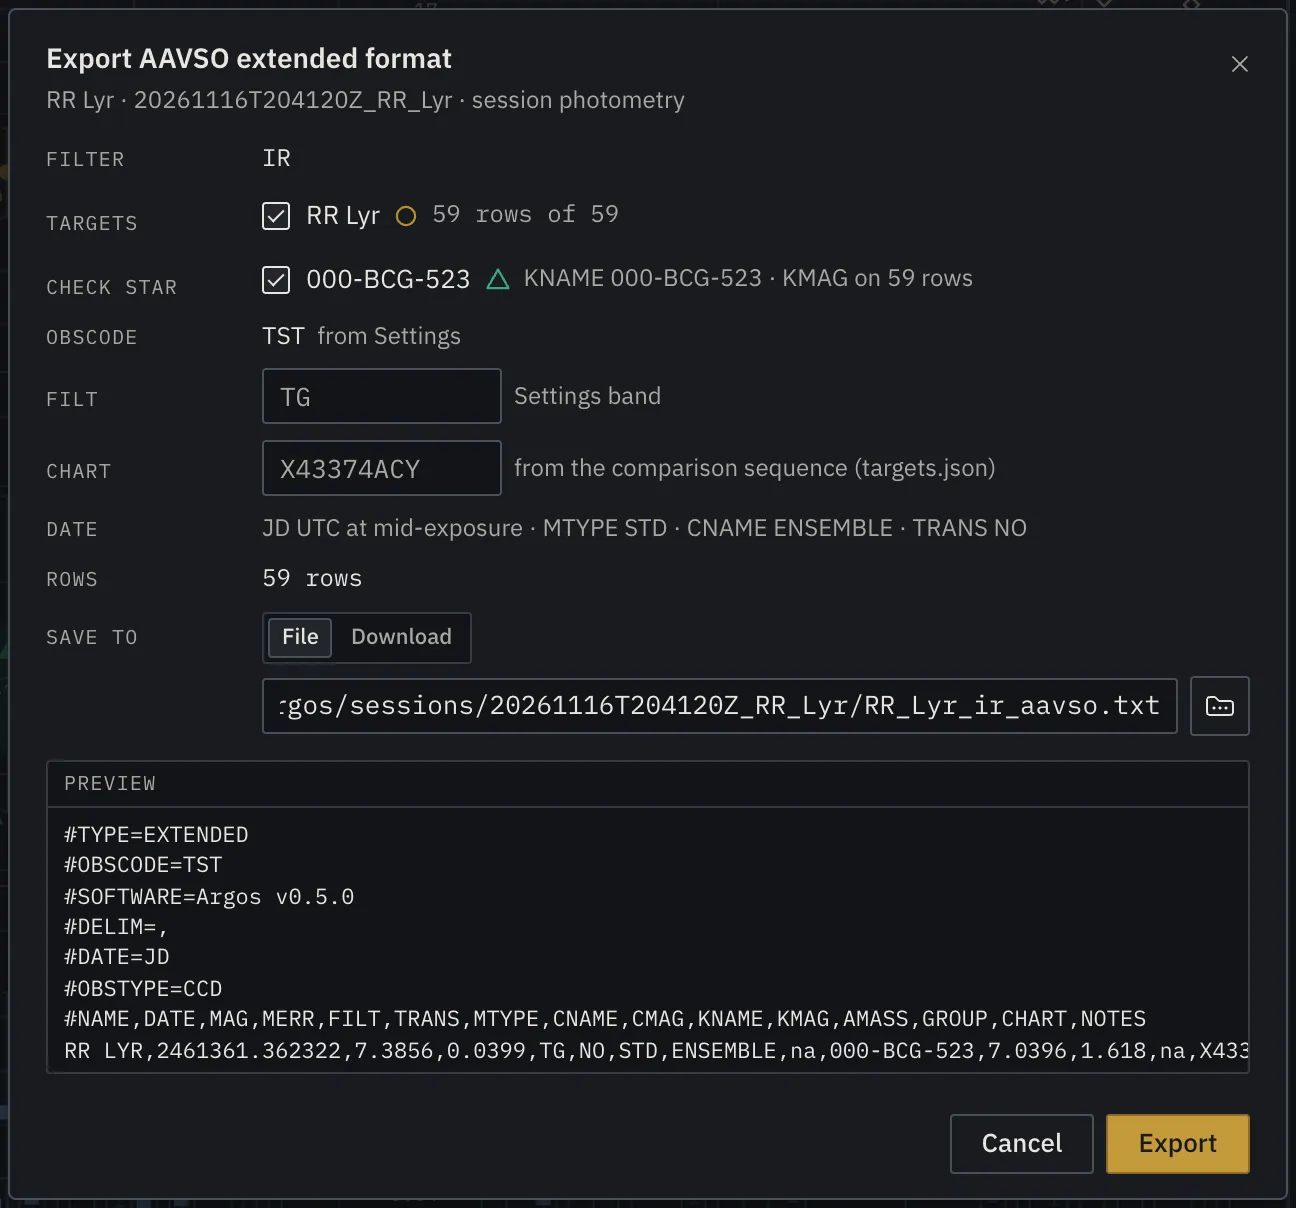 Export AAVSO extended format
RR Lyr · 20261116T204120Z_RR_Lyr · session photometry
FILTER IR
TARGETS RR Lyr 59 rows of 59
CHECK STAR 000-BCG-523 KNAME 000-BCG-523 · KMAG on 59 rows
OBSCODE TST from Settings
FILT TG Settings band
CHART X43374ACY from the comparison sequence (targets.json)
DATE JD UTC at mid-exposure · MTYPE STD · CNAME ENSEMBLE · TRANS NO
ROWS 59 rows
SAVE TO File Download
rgos/sessions/20261116T204120Z_RR_Lyr/RR_Lyr_ir_aavso.txt
PREVIEW
#TYPE=EXTENDED
#OBSCODE=TST
#SOFTWARE=Argos v0.5.0
#DELIM=,
#DATE=JD
#OBSTYPE=CCD
#NAME,DATE,MAG,MERR,FILT,TRANS,MTYPE,CNAME,CMAG,KNAME,KMAG,AMASS,GROUP,CHART,NOTES
RR LYR,2461361.362322,7.3856,0.0399,TG,NO,STD,ENSEMBLE,na,000-BCG-523,7.0396,1.618,na,X433
Cancel Export